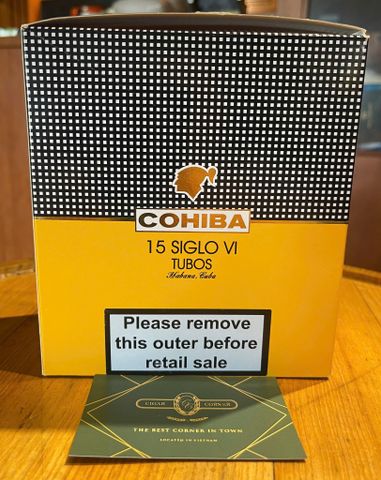 COHIBA
15 SIGLO VI
TUBOS
Habana, Cuba
Please remove
this outer before
retail sale
CIGAR CORNER
THE BEST CORNER IN TOWN
LOCATED IN VIETNAM